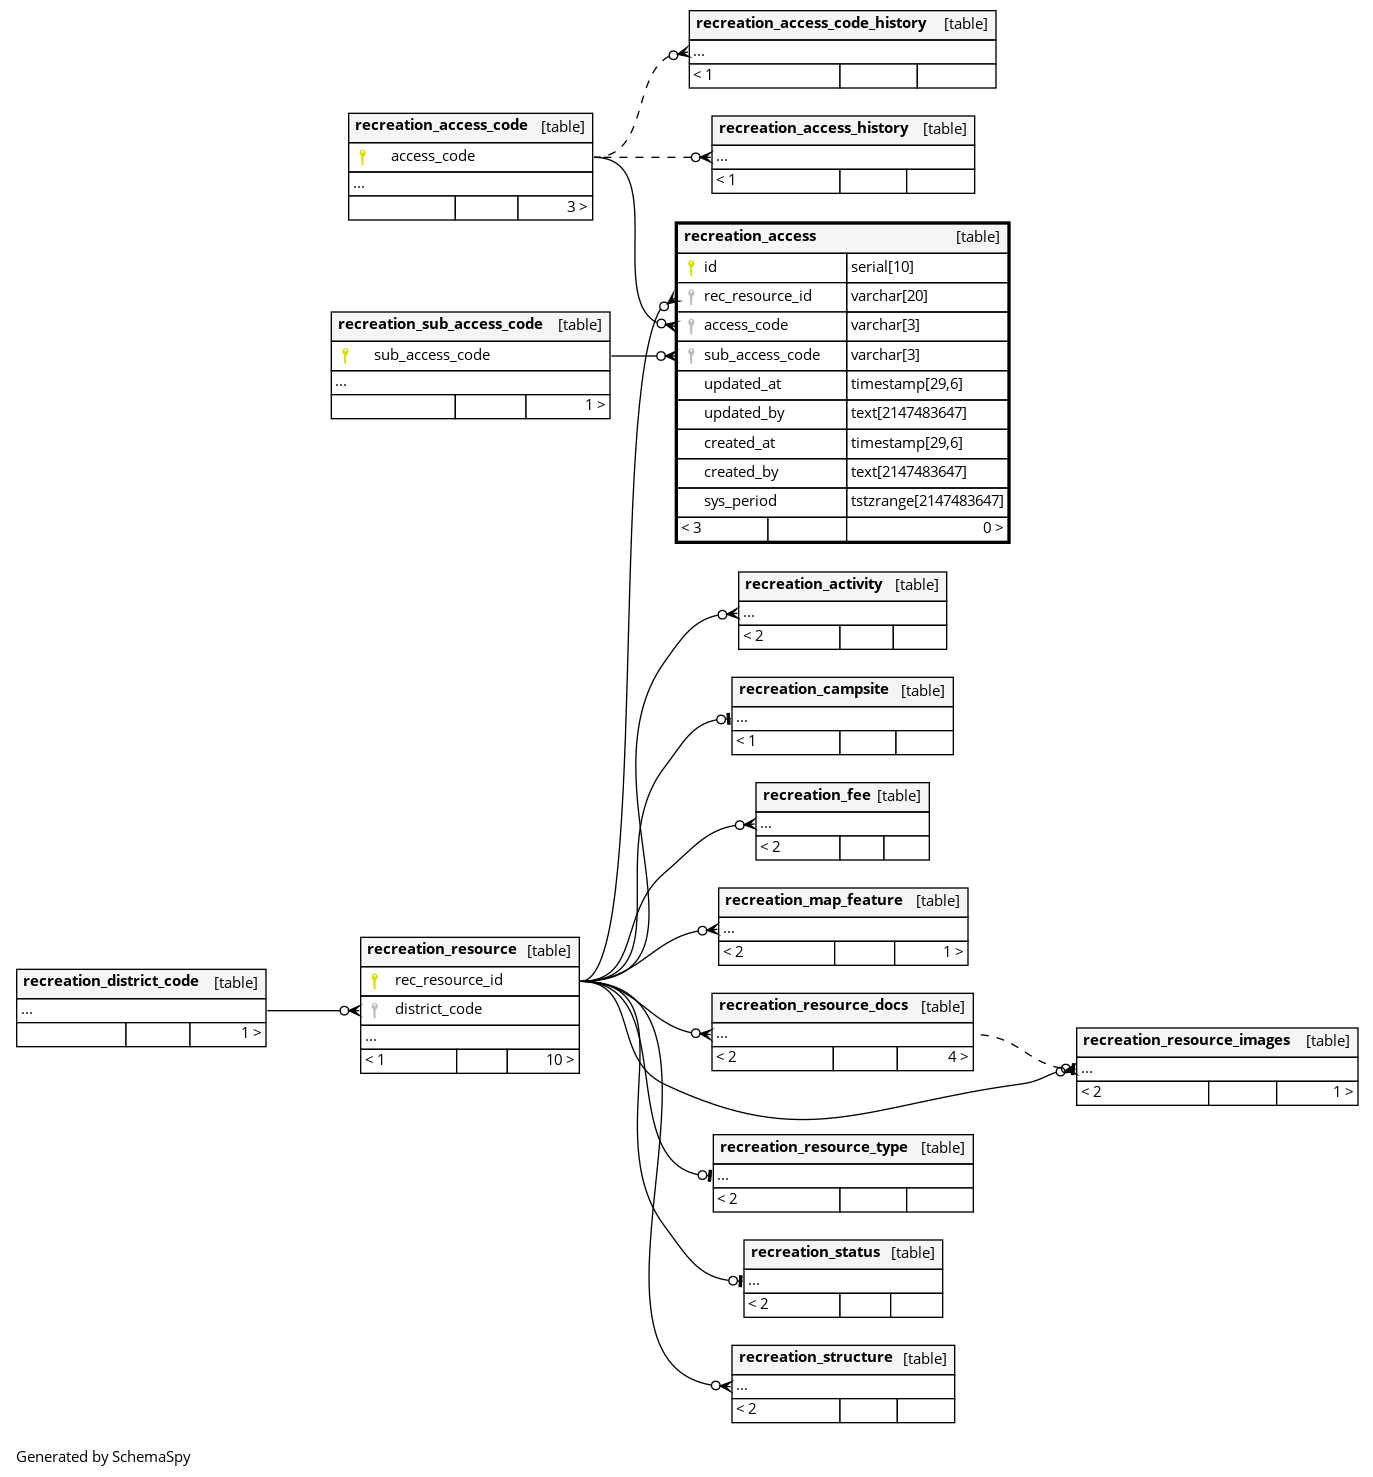 recreation_access_code_history [table]
...
< 1
recreation_access_code [table]
access_code
...
3 >
recreation_access_history [table]
...
< 1
recreation_access [table]
id serial[10]
rec_resource_id varchar[20]
access_code varchar[3]
sub_access_code varchar[3]
updated_at timestamp[29,6]
updated_by text[2147483647]
created_at timestamp[29,6]
created_by text[2147483647]
sys_period tstzrange[2147483647]
< 3 0 >
recreation_sub_access_code [table]
sub_access_code
...
1 >
recreation_activity [table]
...
< 2
recreation_campsite [table]
...
< 1
recreation_fee [table]
...
< 2
recreation_map_feature [table]
...
< 2 1 >
recreation_district_code [table]
...
1 >
recreation_resource [table]
rec_resource_id
district_code
...
< 1 10 >
recreation_resource_docs [table]
...
< 2 4 >
recreation_resource_images [table]
...
< 2 1 >
recreation_resource_type [table]
...
< 2
recreation_status [table]
...
< 2
recreation_structure [table]
...
< 2
Generated by SchemaSpy